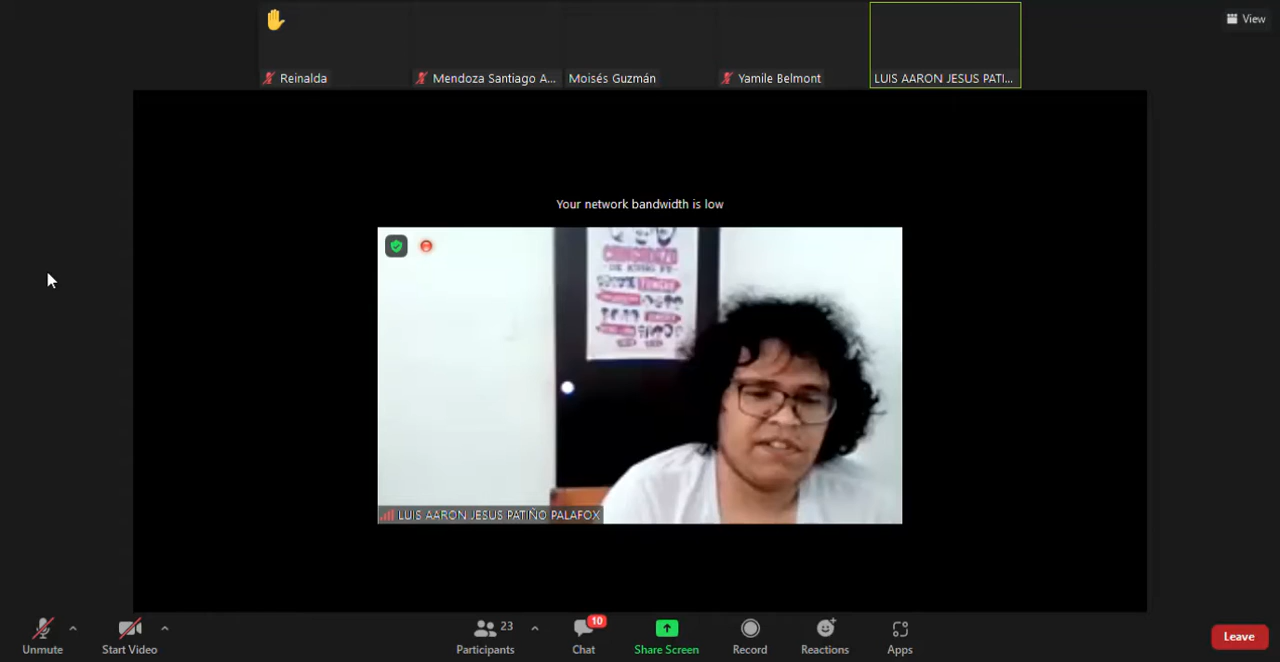 View
Reinalda
Mendoza Santiago A...
Moisés Guzmán
Yamile Belmont
LUIS AARON JESUS PATI...
Your network bandwidth is low
LUIS AARON JESUS PATIÑO PALAFOX
Unmute
Start Video
23
Participants
10
Chat
Share Screen
Record
Reactions
Apps
Leave